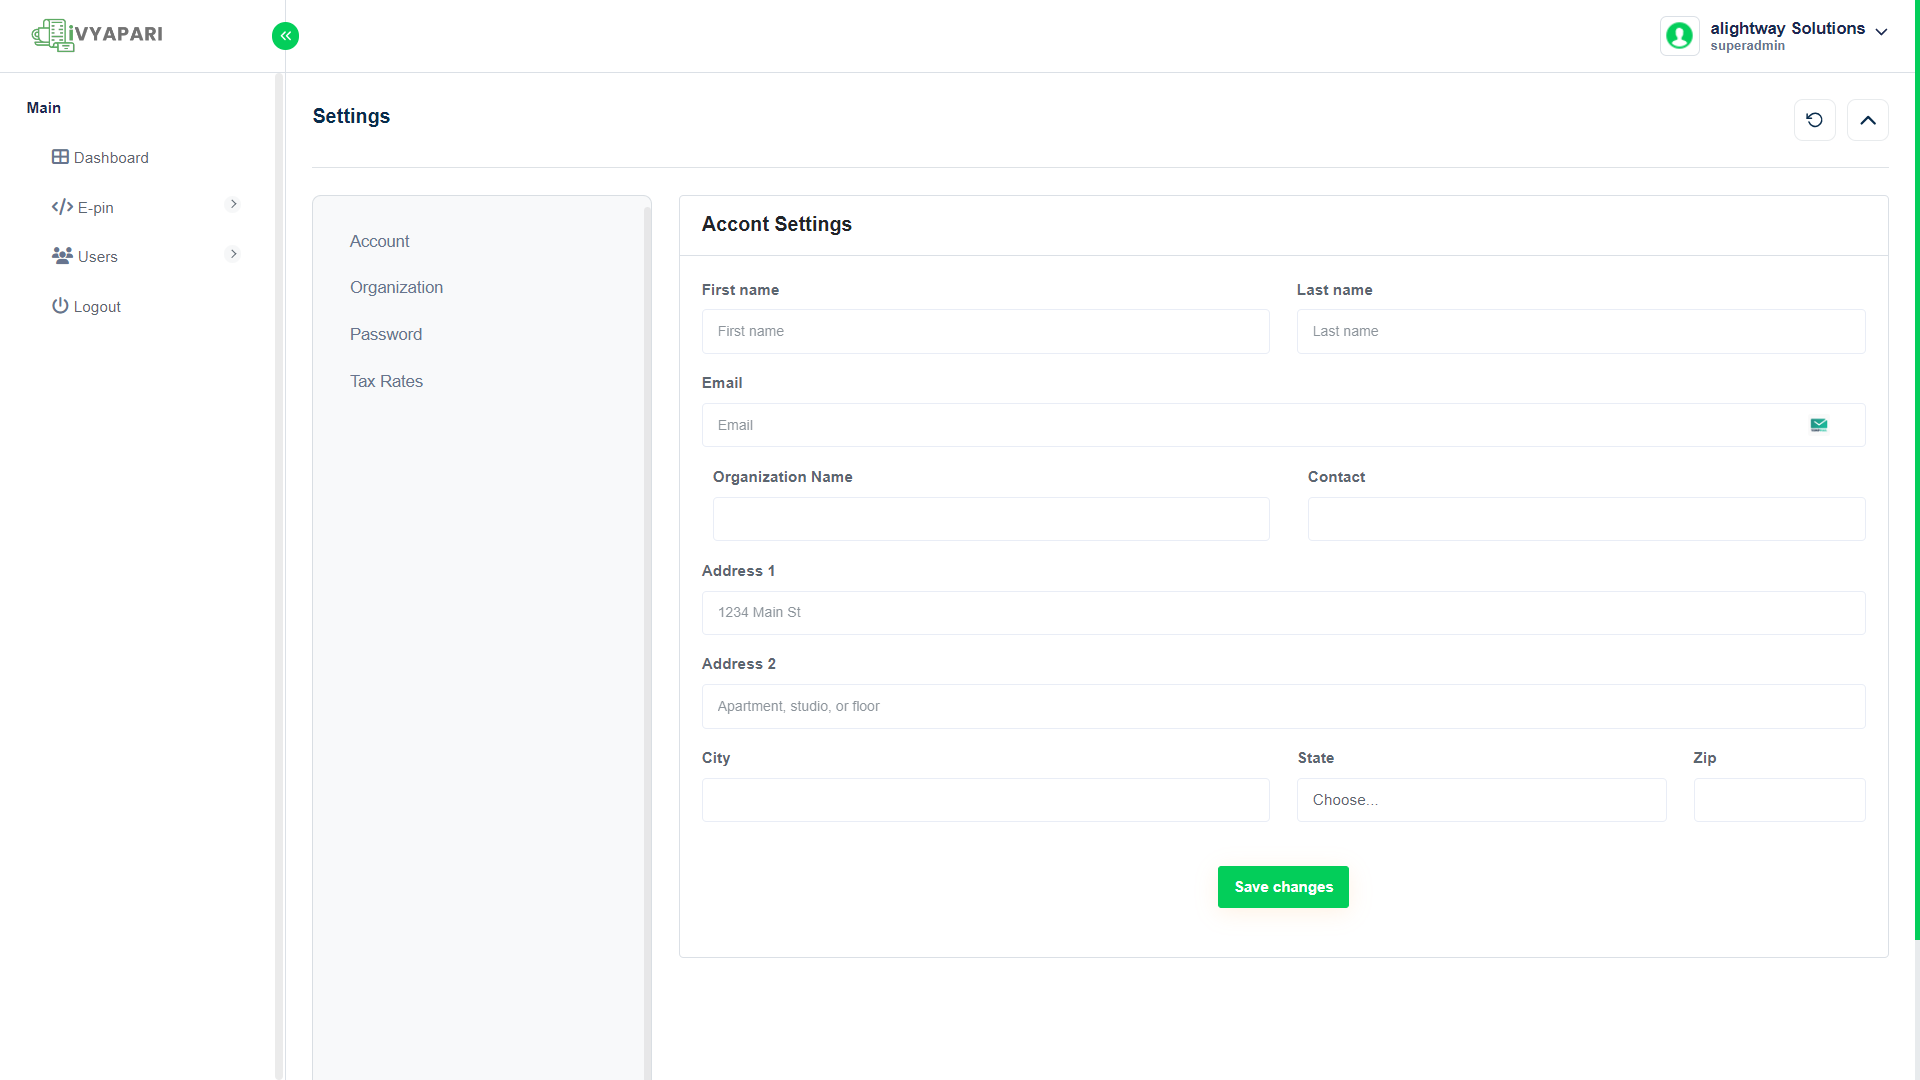 iVYAPARI
alightway Solutions
superadmin
Main
Dashboard
E-pin
Users
Logout
Settings
Account
Organization
Password
Tax Rates
Accont Settings
First name
Last name
First name
Last name
Email
Email
Organization Name
Contact
Address 1
1234 Main St
Address 2
Apartment, studio, or floor
City
State
Zip
Choose...
Save changes